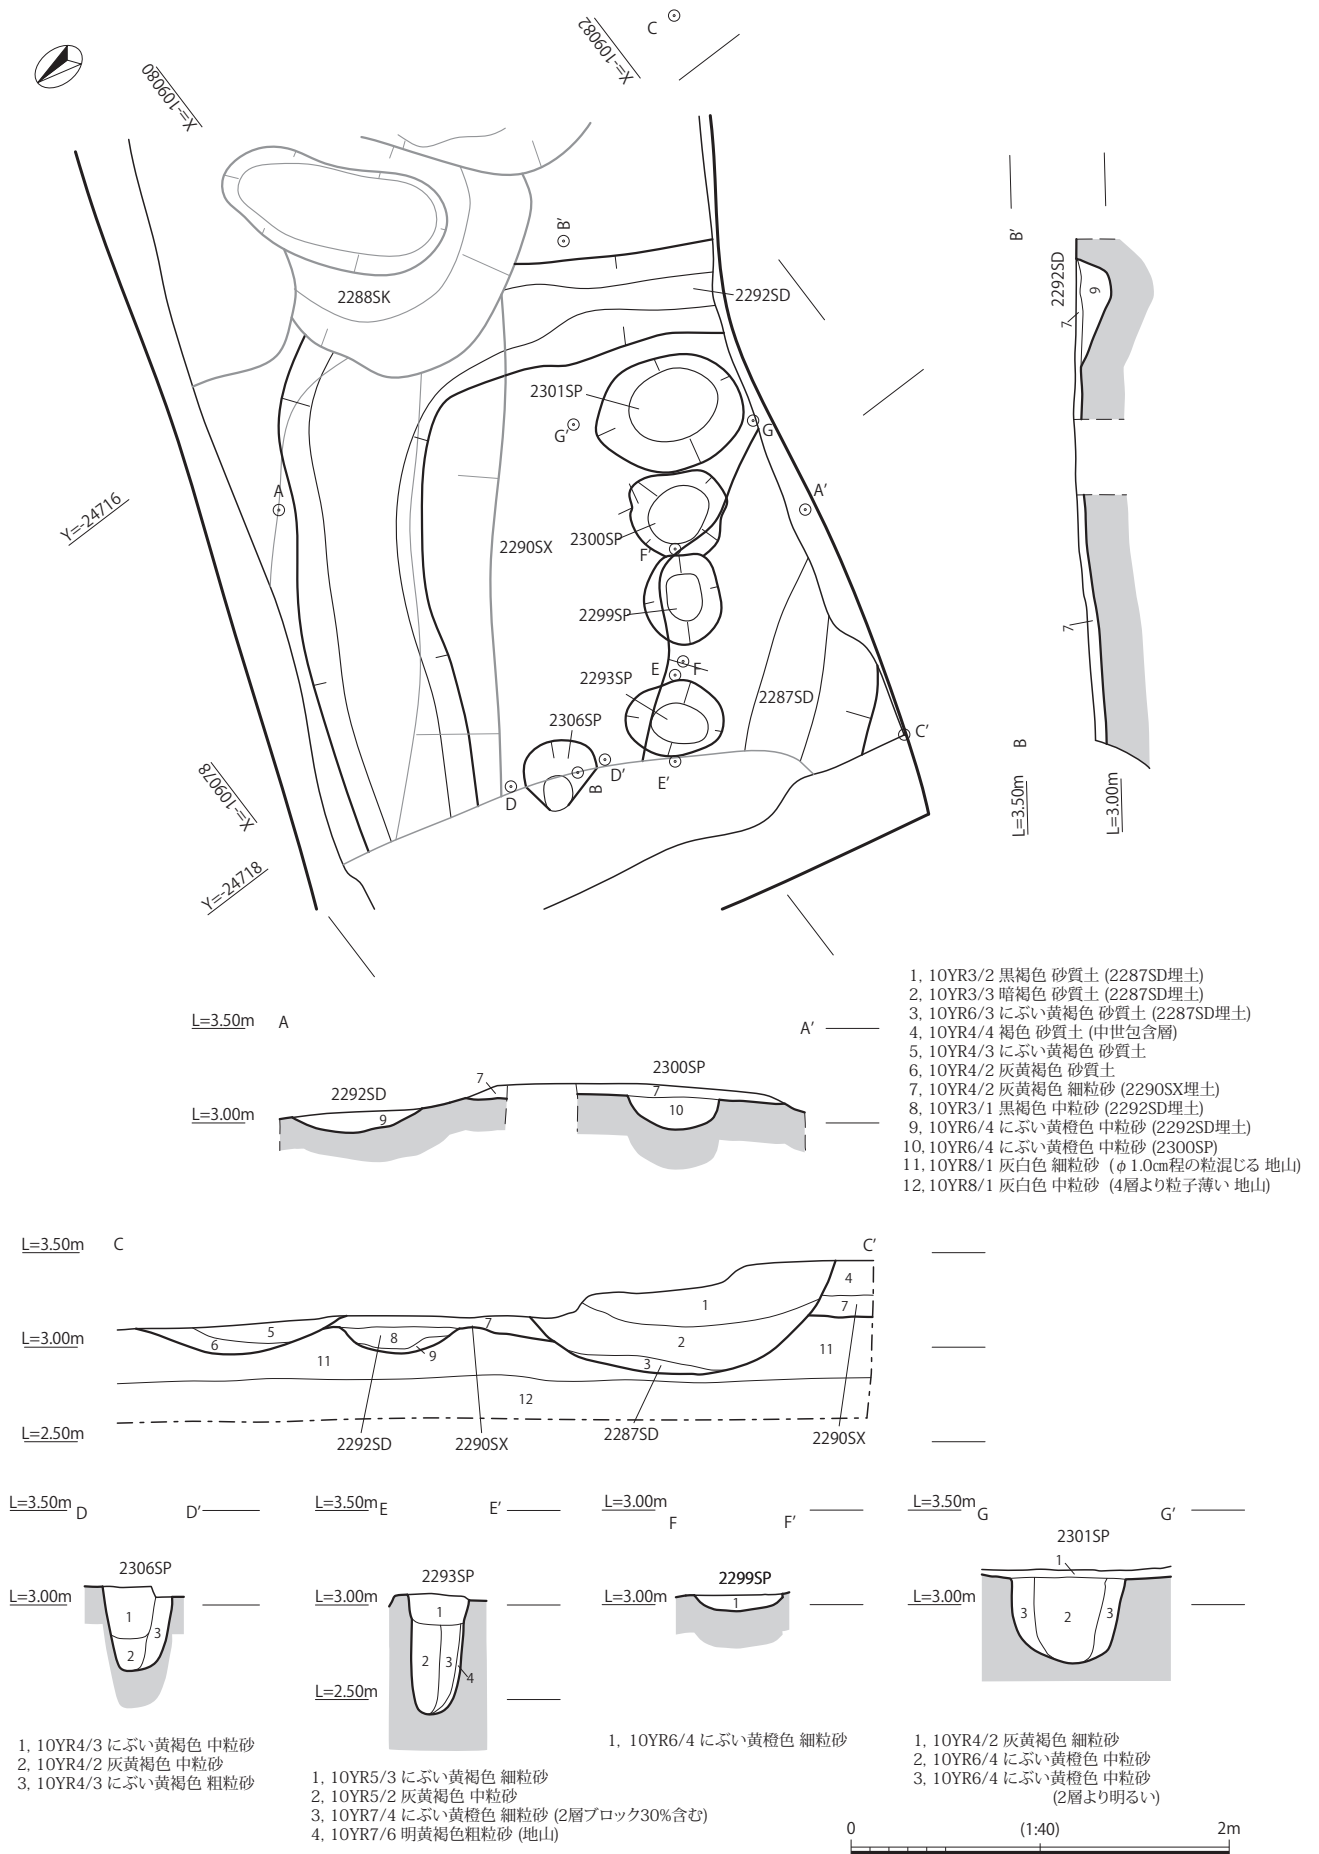 C
X=-109082
X=-109080
B'
2288SK
2292SD
2301SP
G'
G
A
A'
Y=-24716
2290SX
2300SP
F'
2299SP
E
F
2293SP
2287SD
2306SP
C'
D'
B
E'
D
X=-109078
Y=-24718
B'
2292SD
9
7
7
B
L=3.50m
L=3.00m
1, 10YR3/2 黒褐色 砂質土 (2287SD埋土)
2, 10YR3/3 暗褐色 砂質土 (2287SD埋土)
3, 10YR6/3 にぶい黄褐色 砂質土 (2287SD埋土)
4, 10YR4/4 褐色 砂質土 (中世包含層)
5, 10YR4/3 にぶい黄褐色 砂質土
6, 10YR4/2 灰黄褐色 砂質土
7, 10YR4/2 灰黄褐色 細粒砂 (2290SX埋土)
8, 10YR3/1 黒褐色 中粒砂 (2292SD埋土)
9, 10YR6/4 にぶい黄橙色 中粒砂 (2292SD埋土)
10, 10YR6/4 にぶい黄橙色 中粒砂 (2300SP)
11, 10YR8/1 灰白色 細粒砂 (φ1.0㎝程の粒混じる 地山)
12, 10YR8/1 灰白色 中粒砂 (4層より粒子薄い 地山)
L=3.50m A A'
2292SD 7 2300SP
7
L=3.00m 9 10
L=3.50m C C'
4
1 7
L=3.00m 5 6 8 7 2
11 9 3 11
12
L=2.50m 2292SD 2290SX 2287SD 2290SX
L=3.50m D D'
2306SP
L=3.00m
1
3
2
1, 10YR4/3 にぶい黄褐色 中粒砂
2, 10YR4/2 灰黄褐色 中粒砂
3, 10YR4/3 にぶい黄褐色 粗粒砂
L=3.50m E E'
2293SP
L=3.00m
1
2 3
4
L=2.50m
1, 10YR5/3 にぶい黄褐色 細粒砂
2, 10YR5/2 灰黄褐色 中粒砂
3, 10YR7/4 にぶい黄橙色 細粒砂 (2層ブロック30%含む)
4, 10YR7/6 明黄褐色粗粒砂 (地山)
L=3.00m
F F'
2299SP
L=3.00m
1
1, 10YR6/4 にぶい黄橙色 細粒砂
L=3.50m G G'
2301SP
1
L=3.00m
3 2 3
1, 10YR4/2 灰黄褐色 細粒砂
2, 10YR6/4 にぶい黄橙色 中粒砂
3, 10YR6/4 にぶい黄橙色 中粒砂
(2層より明るい)
0 (1:40) 2m